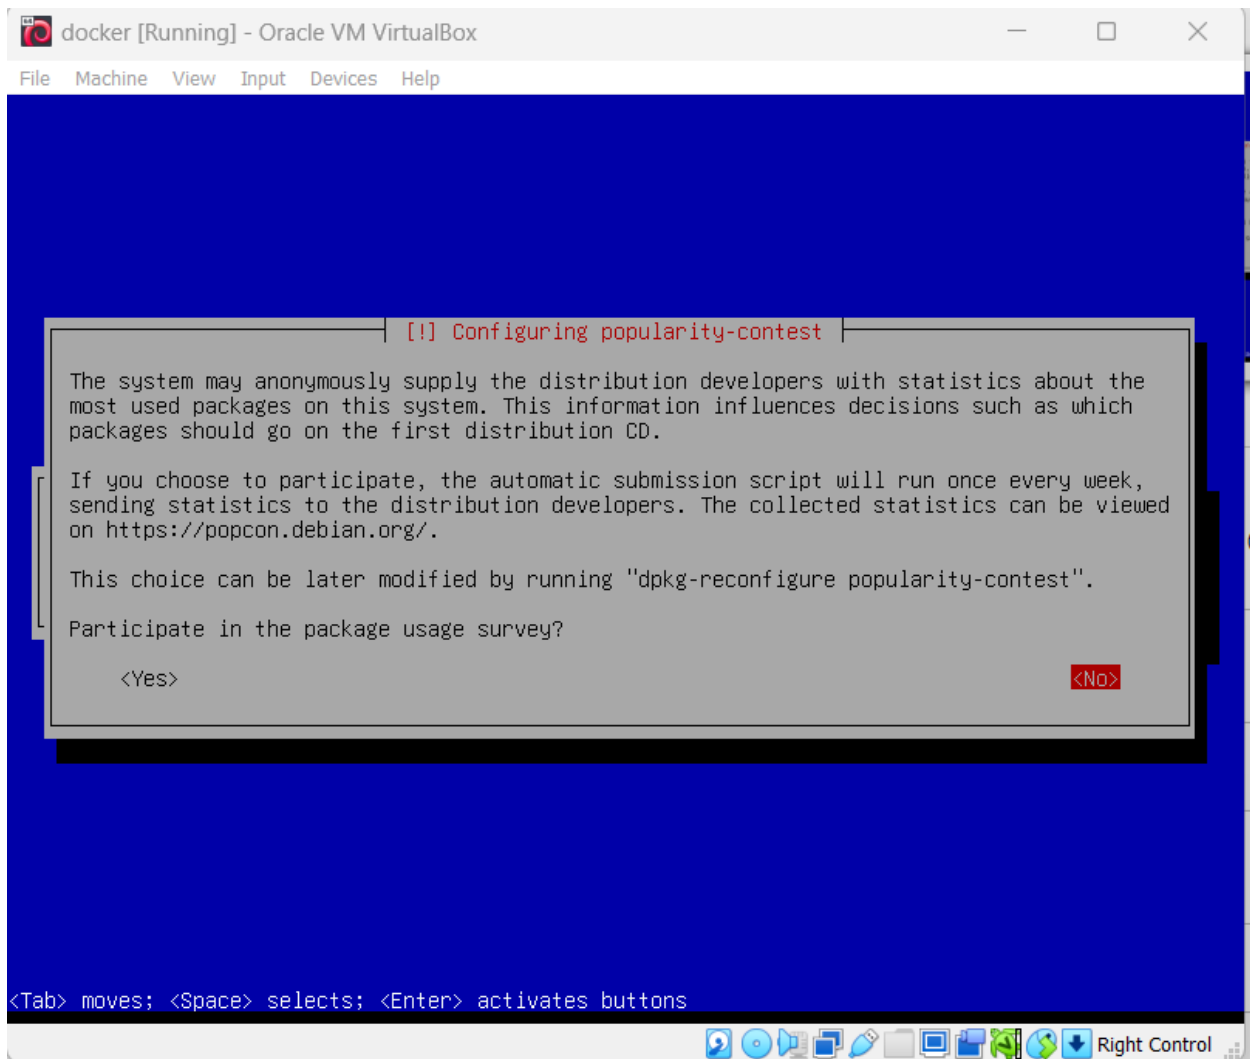 docker [Running] - Oracle VM VirtualBox
File Machine View Input Devices Help
[!] Configuring popularity-contest
The system may anonymously supply the distribution developers with statistics about the
most used packages on this system. This information influences decisions such as which
packages should go on the first distribution CD.
If you choose to participate, the automatic submission script will run once every week,
sending statistics to the distribution developers. The collected statistics can be viewed
on https://popcon.debian.org/.
This choice can be later modified by running "dpkg-reconfigure popularity-contest".
Participate in the package usage survey?
<Yes> <No>
<Tab> moves; <Space> selects; <Enter> activates buttons
Right Control